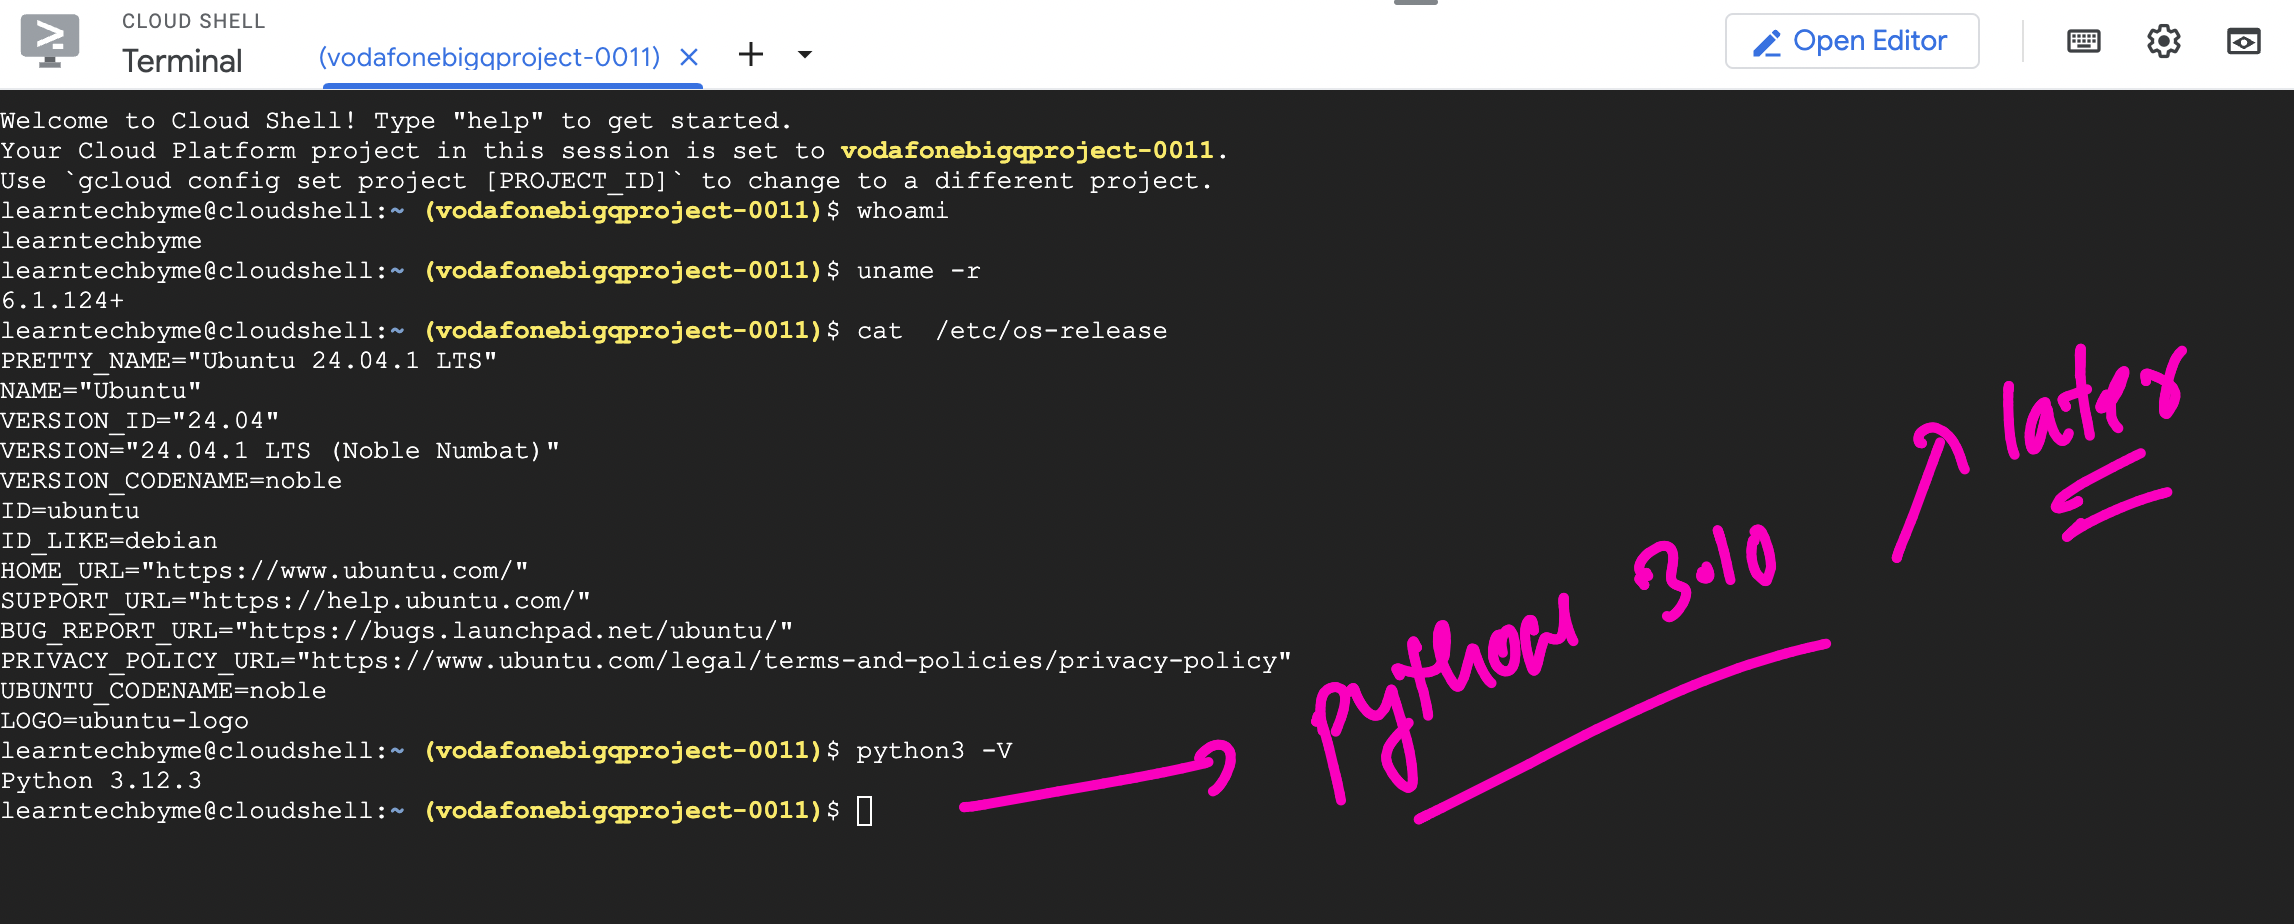 CLOUD SHELL
Terminal
(vodafonebigqproject-0011)
Open Editor
Welcome to Cloud Shell! Type "help" to get started.
Your Cloud Platform project in this session is set to vodafonebigqproject-0011.
Use `gcloud config set project [PROJECT_ID]` to change to a different project.
learntechbyme@cloudshell:~ (vodafonebigqproject-0011)$ whoami
learntechbyme
learntechbyme@cloudshell:~ (vodafonebigqproject-0011)$ uname -r
6.1.124+
learntechbyme@cloudshell:~ (vodafonebigqproject-0011)$ cat  /etc/os-release
PRETTY_NAME="Ubuntu 24.04.1 LTS"
NAME="Ubuntu"
VERSION_ID="24.04"
VERSION="24.04.1 LTS (Noble Numbat)"
VERSION_CODENAME=noble
ID=ubuntu
ID_LIKE=debian
HOME_URL="https://www.ubuntu.com/"
SUPPORT_URL="https://help.ubuntu.com/"
BUG_REPORT_URL="https://bugs.launchpad.net/ubuntu/"
PRIVACY_POLICY_URL="https://www.ubuntu.com/legal/terms-and-policies/privacy-policy"
UBUNTU_CODENAME=noble
LOGO=ubuntu-logo
learntechbyme@cloudshell:~ (vodafonebigqproject-0011)$ python3 -V
Python 3.12.3
learntechbyme@cloudshell:~ (vodafonebigqproject-0011)$
python 3.10
later